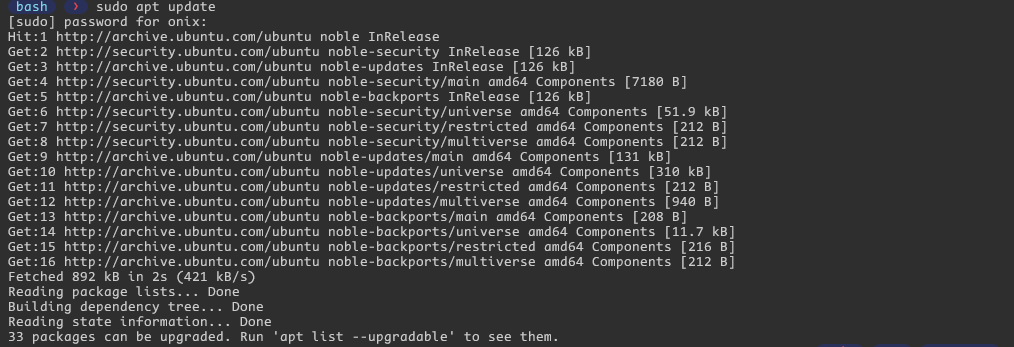 bash ❯ sudo apt update
[sudo] password for onix:
Hit:1 http://archive.ubuntu.com/ubuntu noble InRelease
Get:2 http://security.ubuntu.com/ubuntu noble-security InRelease [126 kB]
Get:3 http://archive.ubuntu.com/ubuntu noble-updates InRelease [126 kB]
Get:4 http://security.ubuntu.com/ubuntu noble-security/main amd64 Components [7180 B]
Get:5 http://archive.ubuntu.com/ubuntu noble-backports InRelease [126 kB]
Get:6 http://security.ubuntu.com/ubuntu noble-security/universe amd64 Components [51.9 kB]
Get:7 http://security.ubuntu.com/ubuntu noble-security/restricted amd64 Components [212 B]
Get:8 http://security.ubuntu.com/ubuntu noble-security/multiverse amd64 Components [212 B]
Get:9 http://archive.ubuntu.com/ubuntu noble-updates/main amd64 Components [131 kB]
Get:10 http://archive.ubuntu.com/ubuntu noble-updates/universe amd64 Components [310 kB]
Get:11 http://archive.ubuntu.com/ubuntu noble-updates/restricted amd64 Components [212 B]
Get:12 http://archive.ubuntu.com/ubuntu noble-updates/multiverse amd64 Components [940 B]
Get:13 http://archive.ubuntu.com/ubuntu noble-backports/main amd64 Components [208 B]
Get:14 http://archive.ubuntu.com/ubuntu noble-backports/universe amd64 Components [11.7 kB]
Get:15 http://archive.ubuntu.com/ubuntu noble-backports/restricted amd64 Components [216 B]
Get:16 http://archive.ubuntu.com/ubuntu noble-backports/multiverse amd64 Components [212 B]
Fetched 892 kB in 2s (421 kB/s)
Reading package lists... Done
Building dependency tree... Done
Reading state information... Done
33 packages can be upgraded. Run 'apt list --upgradable' to see them.